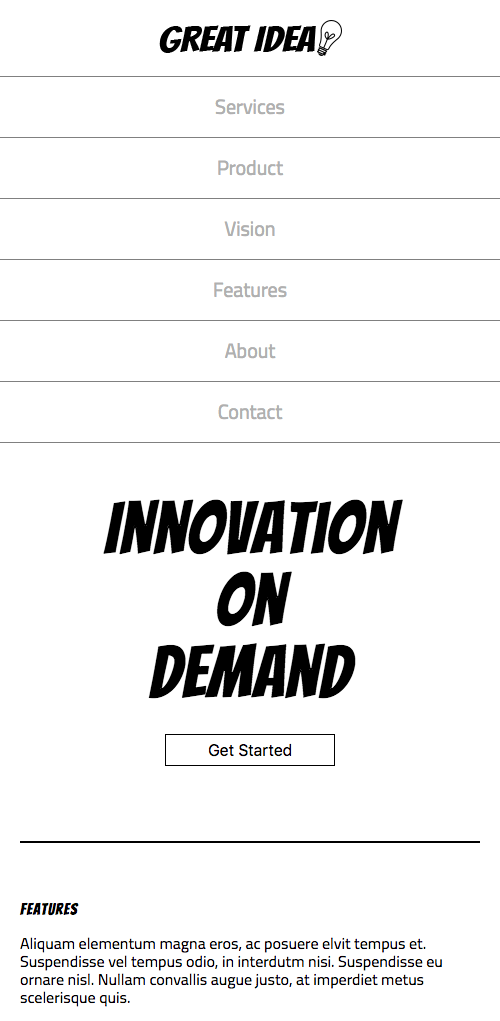 GREAT IDEA
Services
Product
Vision
Features
About
Contact
INNOVATION
ON
DEMAND
Get Started
FEATURES
Aliquam elementum magna eros, ac posuere elvit tempus et.
Suspendisse vel tempus odio, in interdutm nisi. Suspendisse eu
ornare nisl. Nullam convallis augue justo, at imperdiet metus
scelerisque quis.